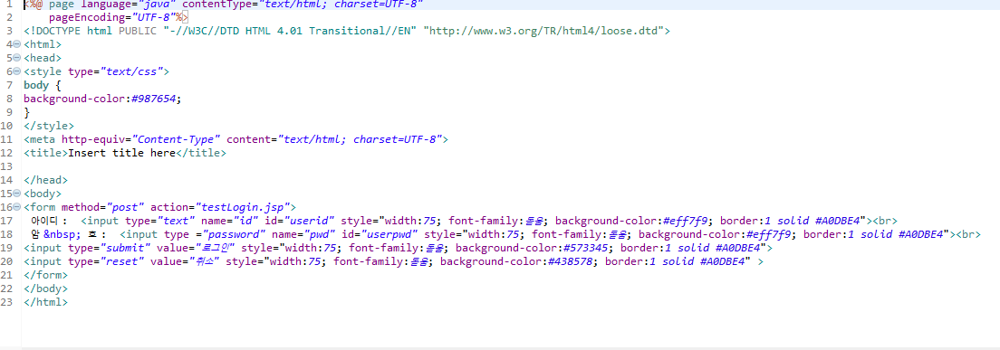 1 <%@ page language="java" contentType="text/html; charset=UTF-8"
2 pageEncoding="UTF-8"%>
3 <!DOCTYPE html PUBLIC "-//W3C//DTD HTML 4.01 Transitional//EN" "http://www.w3.org/TR/html4/loose.dtd">
4 <html>
5 <head>
6 <style type="text/css">
7 body {
8 background-color:#987654;
9 }
10 </style>
11 <meta http-equiv="Content-Type" content="text/html; charset=UTF-8">
12 <title>Insert title here</title>
13
14 </head>
15 <body>
16 <form method="post" action="testLogin.jsp">
17 아이디 : <input type="text" name="id" id="userid" style="width:75; font-family:돋움; background-color:#eff7f9; border:1 solid #A0DBE4"><br>
18 암&nbsp; 호 : <input type ="password" name="pwd" id="userpwd" style="width:75; font-family:돋움; background-color:#eff7f9; border:1 solid #A0DBE4"><br>
19 <input type="submit" value="로그인" style="width:75; font-family:돋움; background-color:#573345; border:1 solid #A0DBE4">
20 <input type="reset" value="취소" style="width:75; font-family:돋움; background-color:#438578; border:1 solid #A0DBE4" >
21 </form>
22 </body>
23 </html>